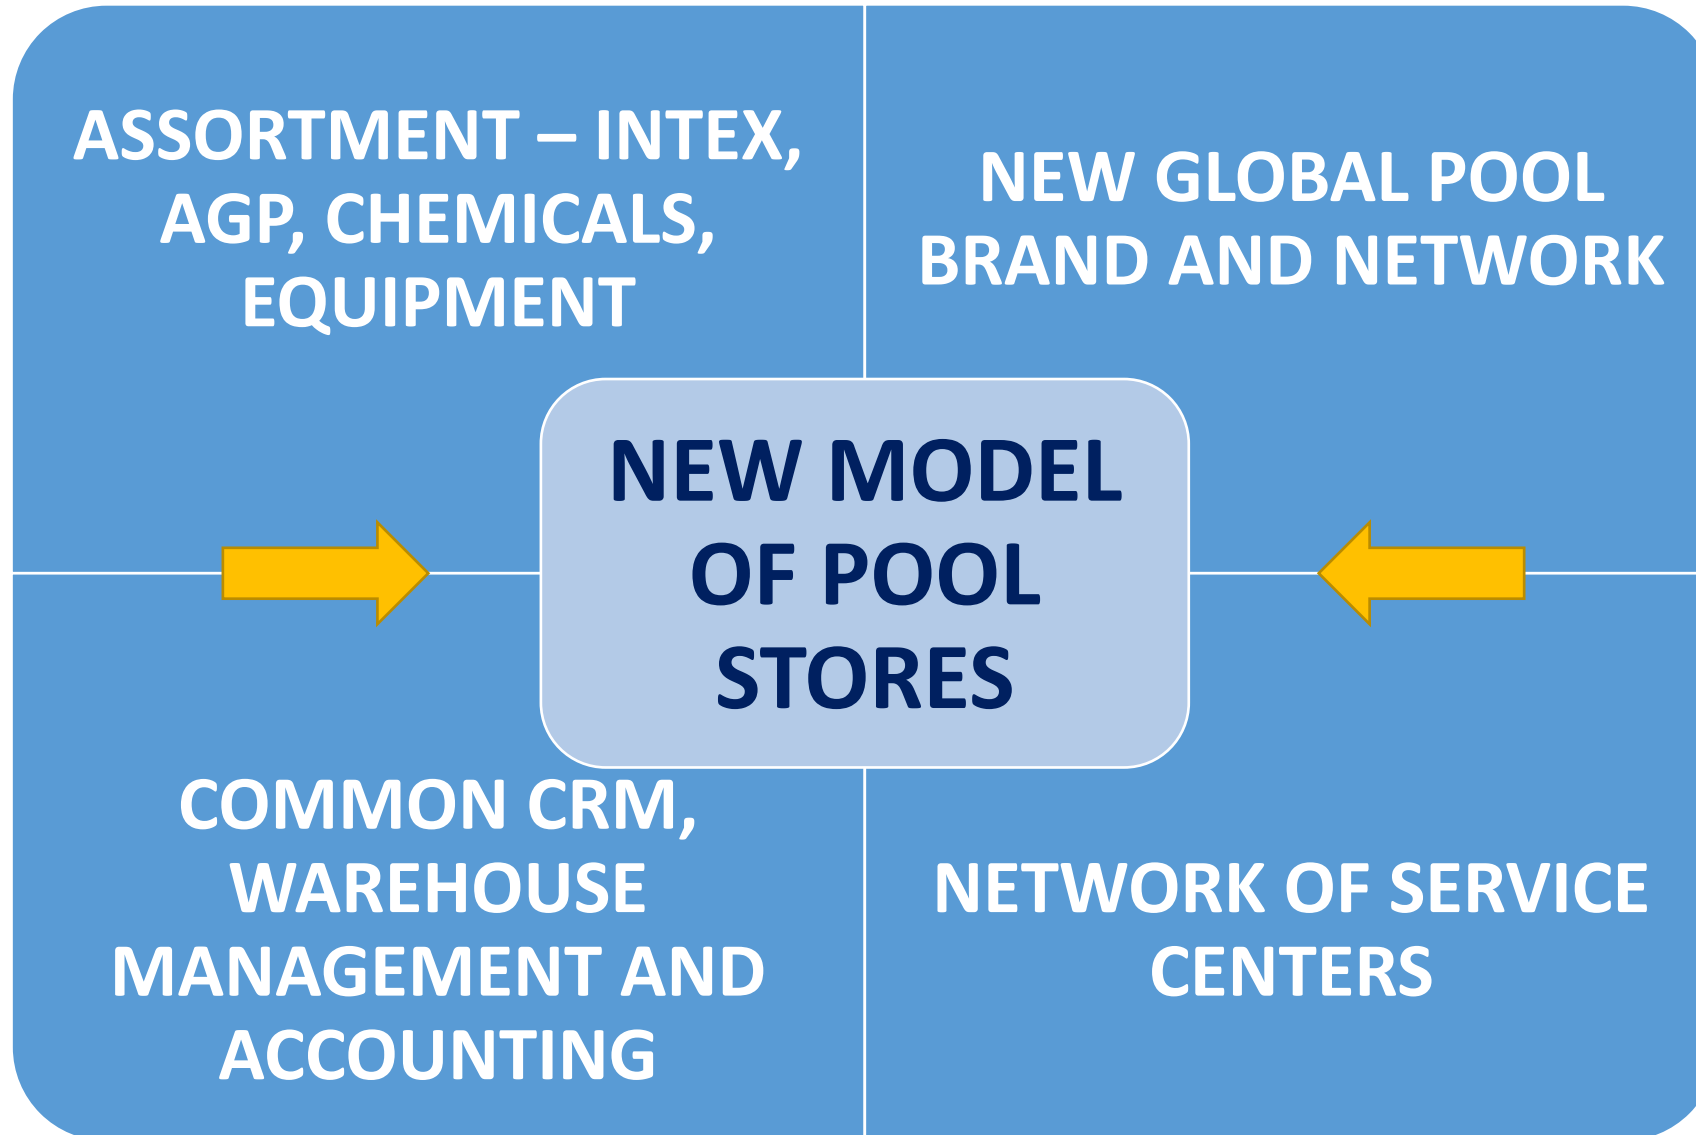 ASSORTMENT – INTEX,
AGP, CHEMICALS,
EQUIPMENT
NEW GLOBAL POOL
BRAND AND NETWORK
NEW MODEL
OF POOL
STORES
COMMON CRM,
WAREHOUSE
MANAGEMENT AND
ACCOUNTING
NETWORK OF SERVICE
CENTERS